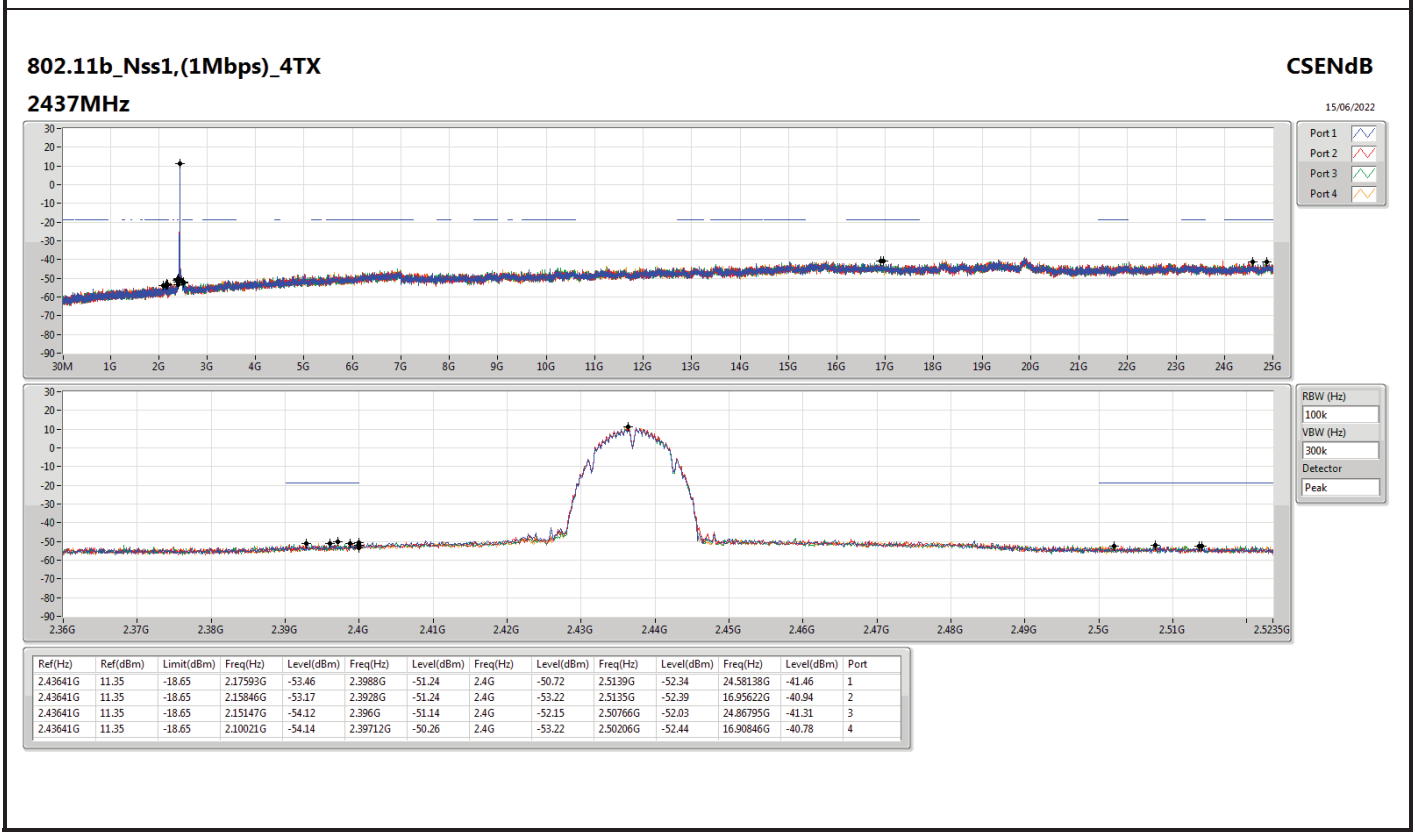 802.11b_Nss1,(1Mbps)_4TX
CSENdB
2437MHz
15/06/2022
30
20
10
0
-10
-20
-30
-40
-50
-60
-70
-80
-90
30M 1G 2G 3G 4G 5G 6G 7G 8G 9G 10G 11G 12G 13G 14G 15G 16G 17G 18G 19G 20G 21G 22G 23G 24G 25G
Port 1
Port 2
Port 3
Port 4
30
20
10
0
-10
-20
-30
-40
-50
-60
-70
-80
-90
2.36G 2.37G 2.38G 2.39G 2.4G 2.41G 2.42G 2.43G 2.44G 2.45G 2.46G 2.47G 2.48G 2.49G 2.5G 2.51G 2.5235G
RBW (Hz)
100k
VBW (Hz)
300k
Detector
Peak
Ref(Hz) Ref(dBm) Limit(dBm) Freq(Hz) Level(dBm) Freq(Hz) Level(dBm) Freq(Hz) Level(dBm) Freq(Hz) Level(dBm) Freq(Hz) Level(dBm) Port
2.43641G 11.35 -18.65 2.17593G -53.46 2.3988G -51.24 2.4G -50.72 2.5139G -52.34 24.58138G -41.46 1
2.43641G 11.35 -18.65 2.15846G -53.17 2.3928G -51.24 2.4G -53.22 2.5135G -52.39 16.95622G -40.94 2
2.43641G 11.35 -18.65 2.15147G -54.12 2.396G -51.14 2.4G -52.15 2.50766G -52.03 24.86795G -41.31 3
2.43641G 11.35 -18.65 2.10021G -54.14 2.39712G -50.26 2.4G -53.22 2.50206G -52.44 16.90846G -40.78 4